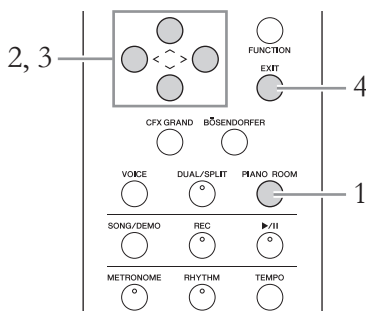 2, 3
FUNCTION
EXIT
4
CFX GRAND BÖSENDORFER
VOICE DUAL/SPLIT PIANO ROOM
1
SONG/DEMO REC ►/II
METRONOME RHYTHM TEMPO